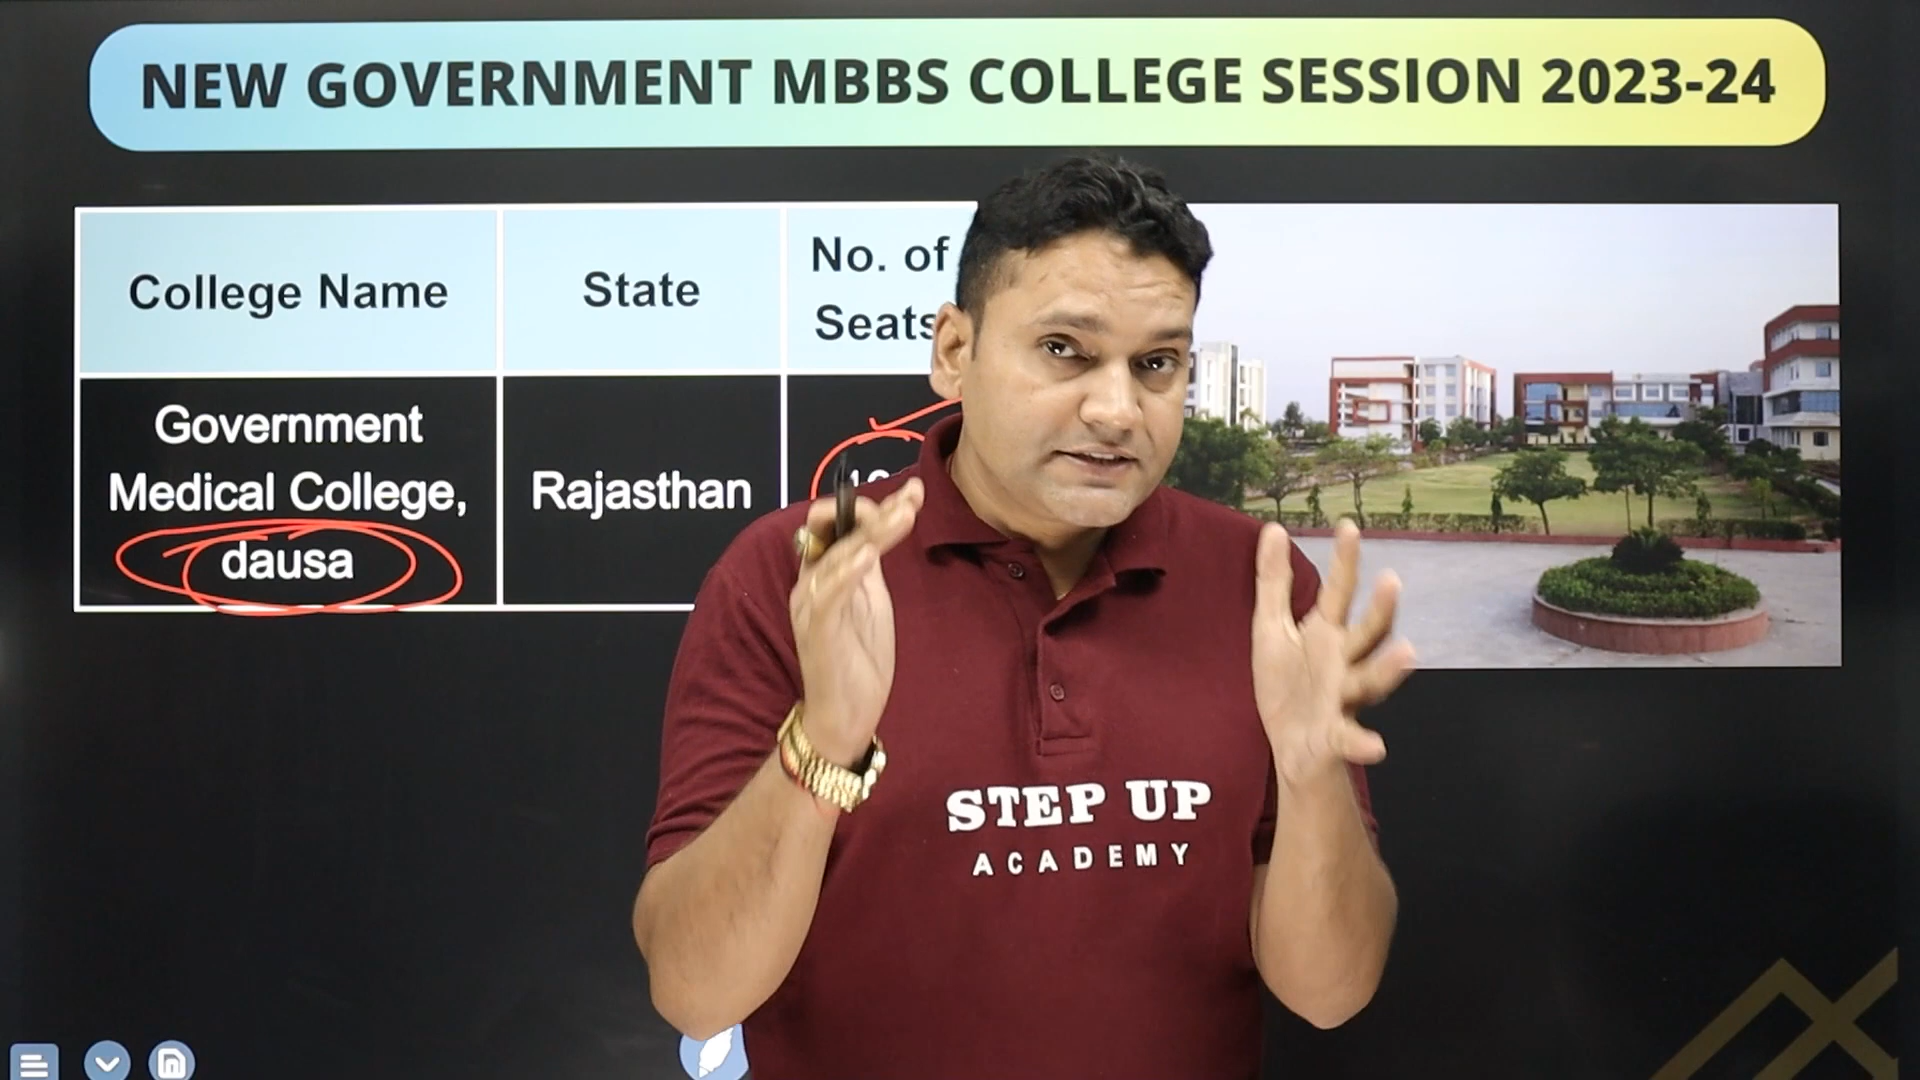 NEW GOVERNMENT MBBS COLLEGE SESSION 2023-24
College Name
State
No. of
Seats
Government
Medical College,
dausa
Rajasthan
STEP UP
ACADEMY